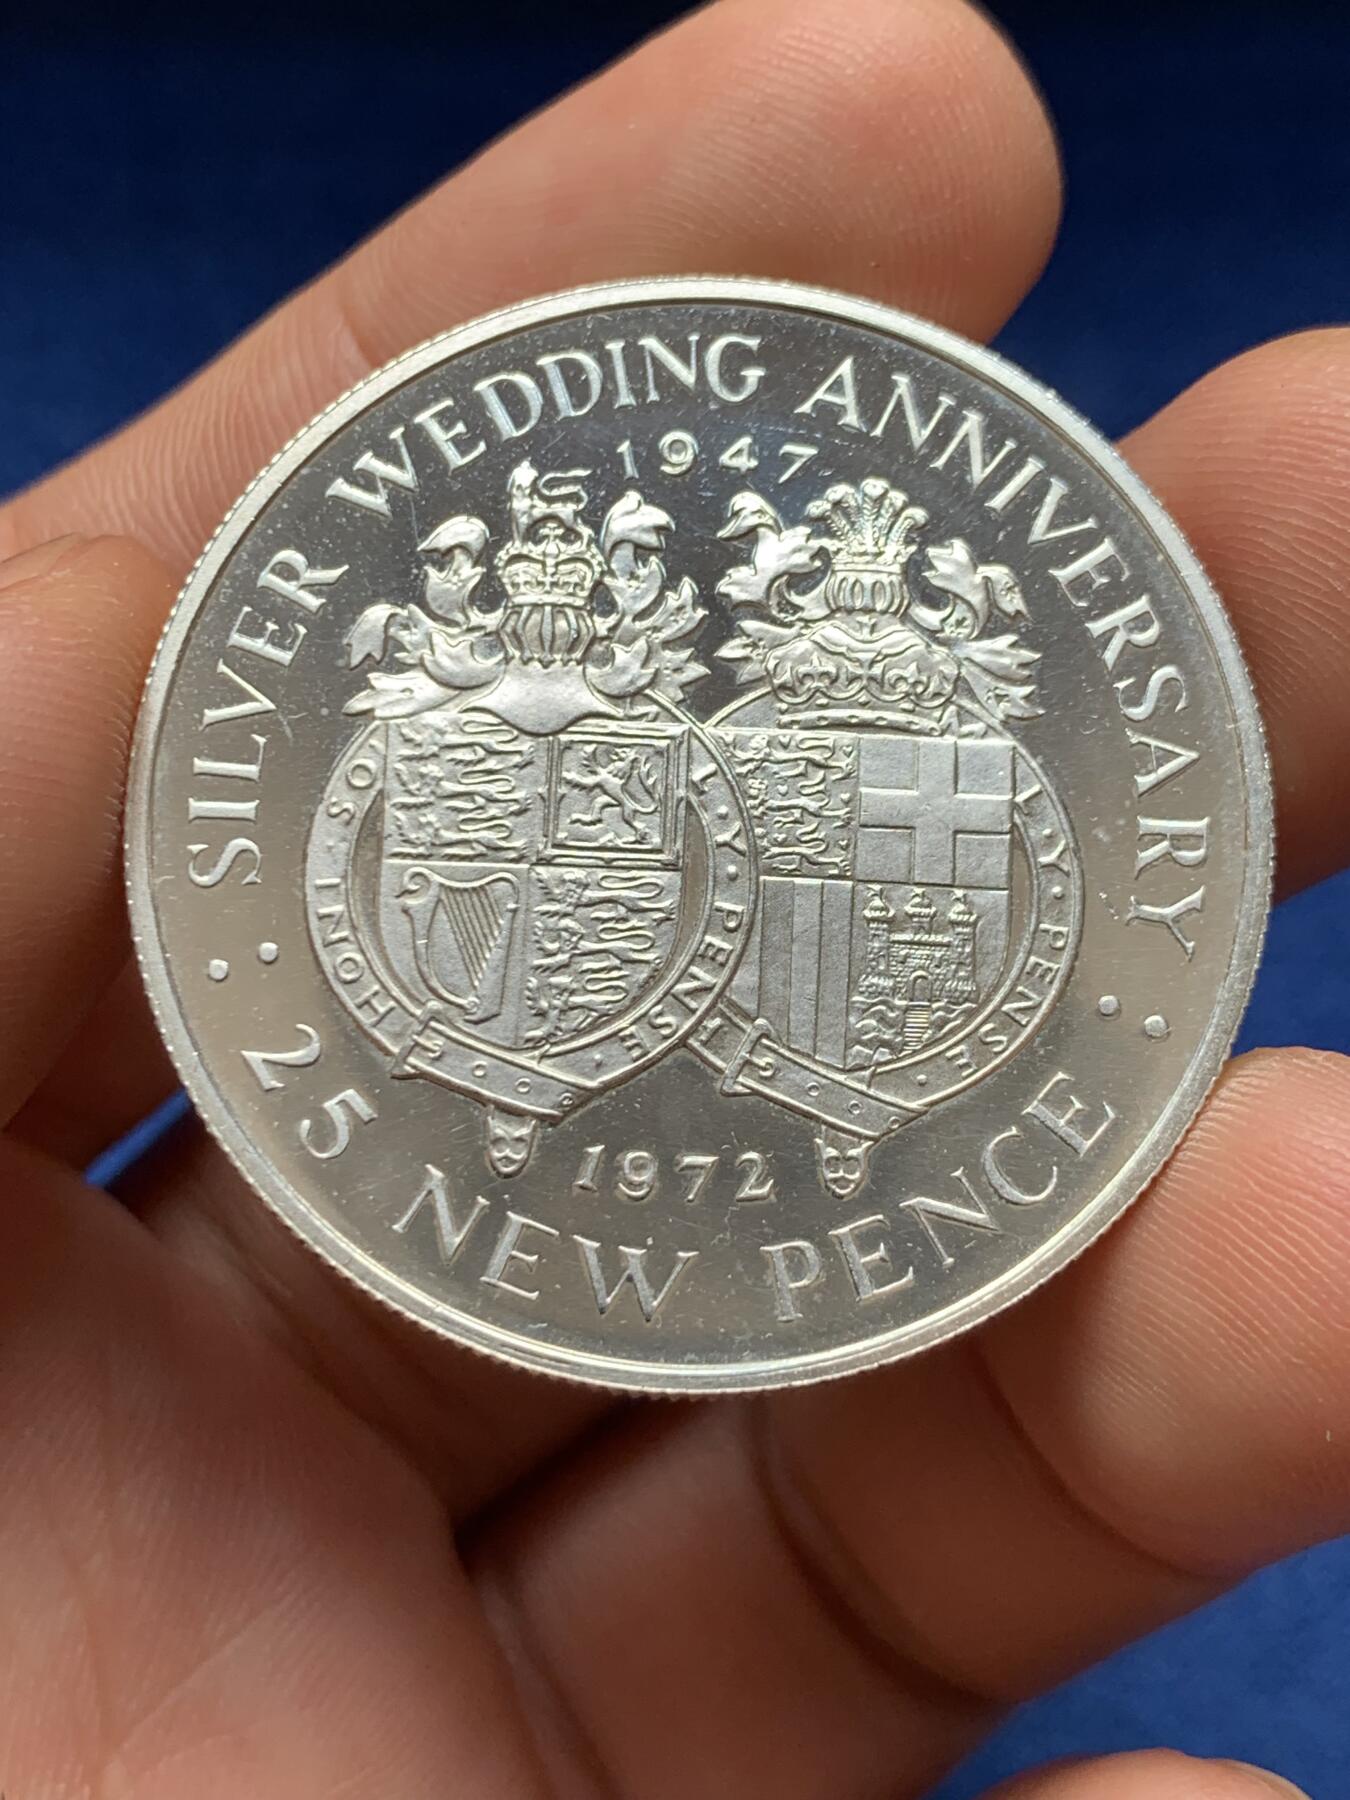 SILVER WEDDING ANNIVERSARY
1947
1972
25 NEW PENCE